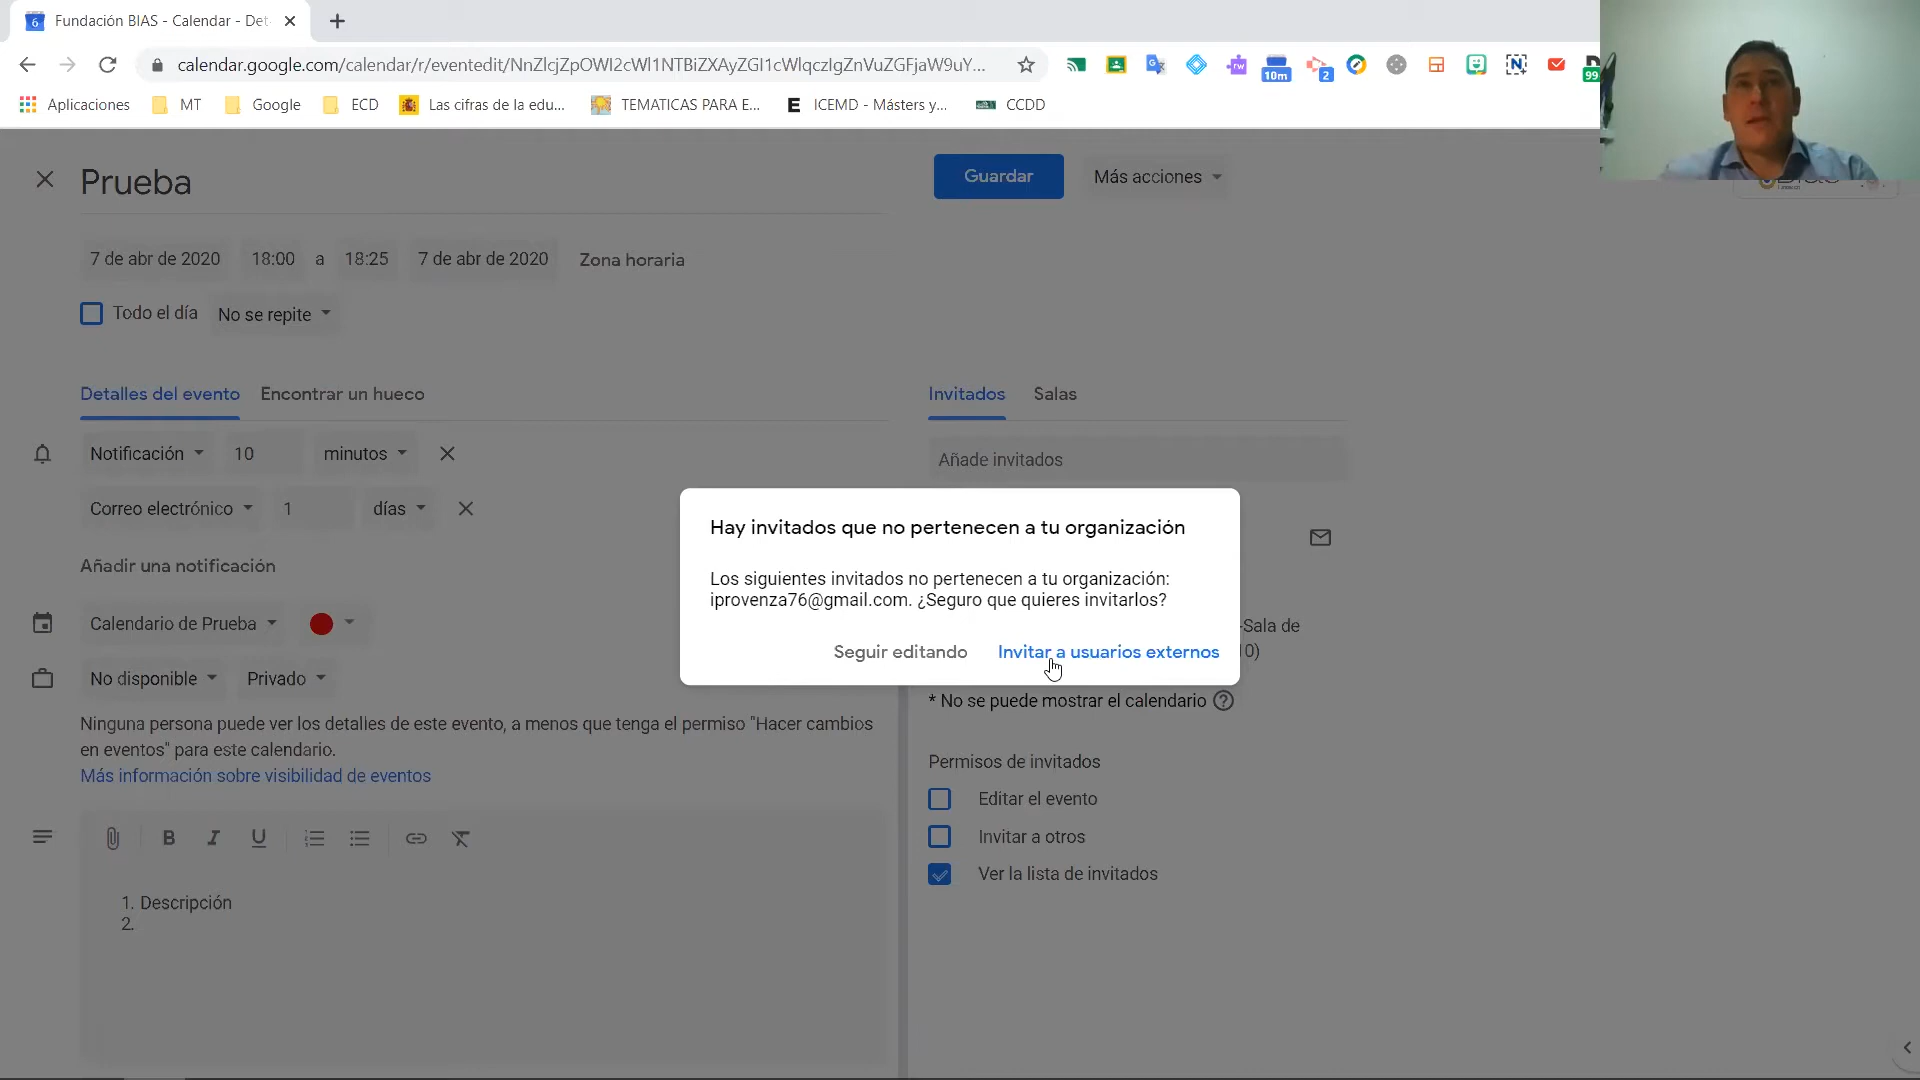 Fundación BIAS - Calendar - Det
calendar.google.com/calendar/r/eventedit/NnZlcjZpOWI2cWl1NTBiZXAyZGI1cWlqczIgZnVuZGFjaW9uY...
10m
2
99
Aplicaciones
MT
Google
ECD
Las cifras de la edu...
TEMATICAS PARA E...
ICEMD - Másters y...
CCDD
Prueba
Guardar
Más acciones
7 de abr de 2020
18:00
a
18:25
7 de abr de 2020
Zona horaria
Todo el día
No se repite
Detalles del evento
Encontrar un hueco
Invitados
Salas
Notificación
10
minutos
Añade invitados
Correo electrónico
1
días
Añadir una notificación
Hay invitados que no pertenecen a tu organización
Los siguientes invitados no pertenecen a tu organización:
iprovenza76@gmail.com. ¿Seguro que quieres invitarlos?
Seguir editando
Invitar a usuarios externos
Calendario de Prueba
-Sala de
0)
No disponible
Privado
* No se puede mostrar el calendario
Ninguna persona puede ver los detalles de este evento, a menos que tenga el permiso "Hacer cambios
en eventos" para este calendario.
Más información sobre visibilidad de eventos
Permisos de invitados
Editar el evento
Invitar a otros
Ver la lista de invitados
1. Descripción
2.